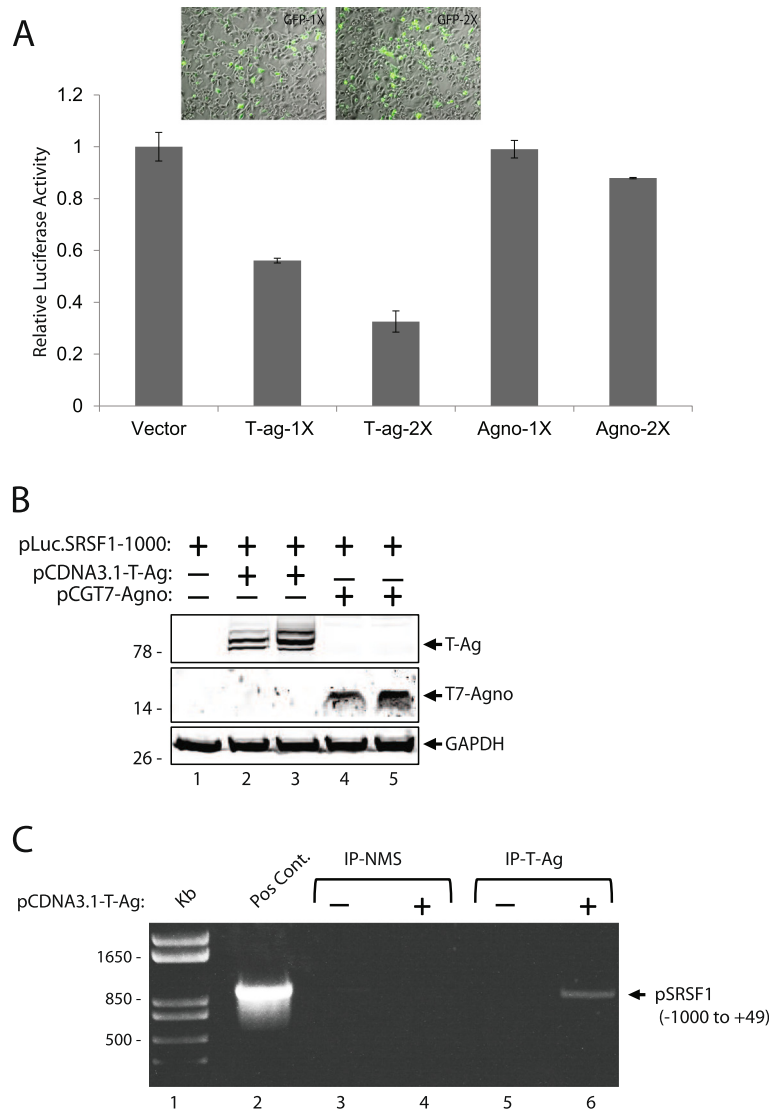 A
GFP-1X
GFP-2X
Relative Luciferase Activity
1.2
1
0.8
0.6
0.4
0.2
0
Vector
T-ag-1X
T-ag-2X
Agno-1X
Agno-2X
B
pLuc.SRSF1-1000: + + + + +
pCDNA3.1-T-Ag: — + + — —
pCGT7-Agno: — — — + +
78 -
T-Ag
14 -
T7-Agno
26 -
GAPDH
1 2 3 4 5
C
IP-NMS
IP-T-Ag
pCDNA3.1-T-Ag: Kb Pos Cont. — + — +
1650 -
850 -
500 -
pSRSF1
(-1000 to +49)
1 2 3 4 5 6